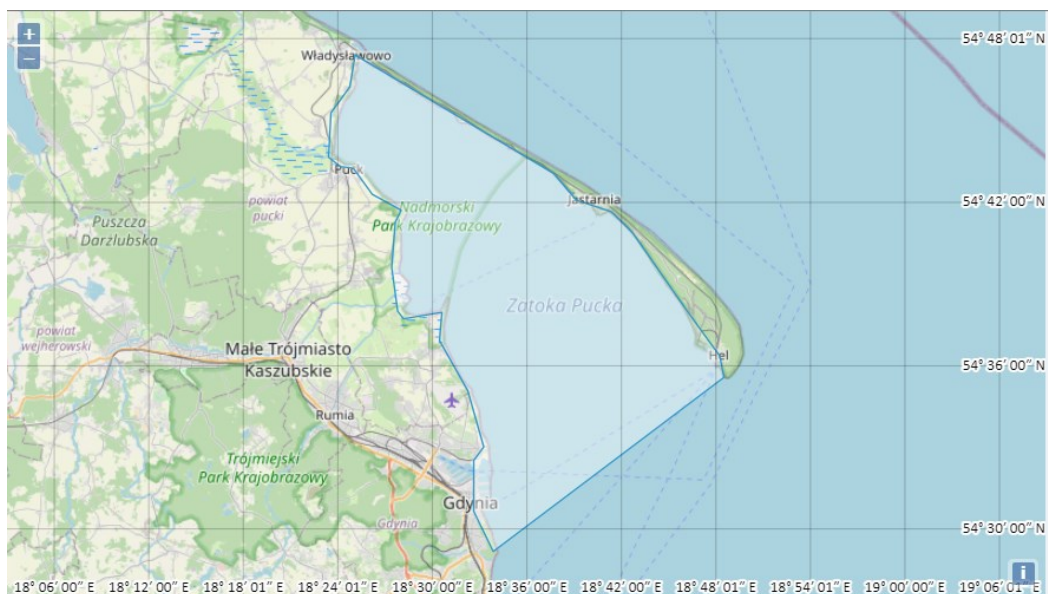 +
−
Władysławowo
54° 48′ 01″ N
Puck
powiat
pucki
Nadmorski
Park Krajobrazowy
Jastarnia
54° 42′ 00″ N
Puszcza
Darżlubska
Zatoka Pucka
powiat
wejherowski
Małe Trójmiasto
Kaszubskie
Hel
54° 36′ 00″ N
Rumia
Trójmiejski
Park Krajobrazowy
Gdynia
Gdynia
54° 30′ 00″ N
i
18° 06′ 00″ E 18° 12′ 00″ E 18° 18′ 01″ E 18° 24′ 01″ E 18° 30′ 00″ E 18° 36′ 00″ E 18° 42′ 00″ E 18° 48′ 01″ E 18° 54′ 01″ E 19° 00′ 00″ E 19° 06′ 01″ E